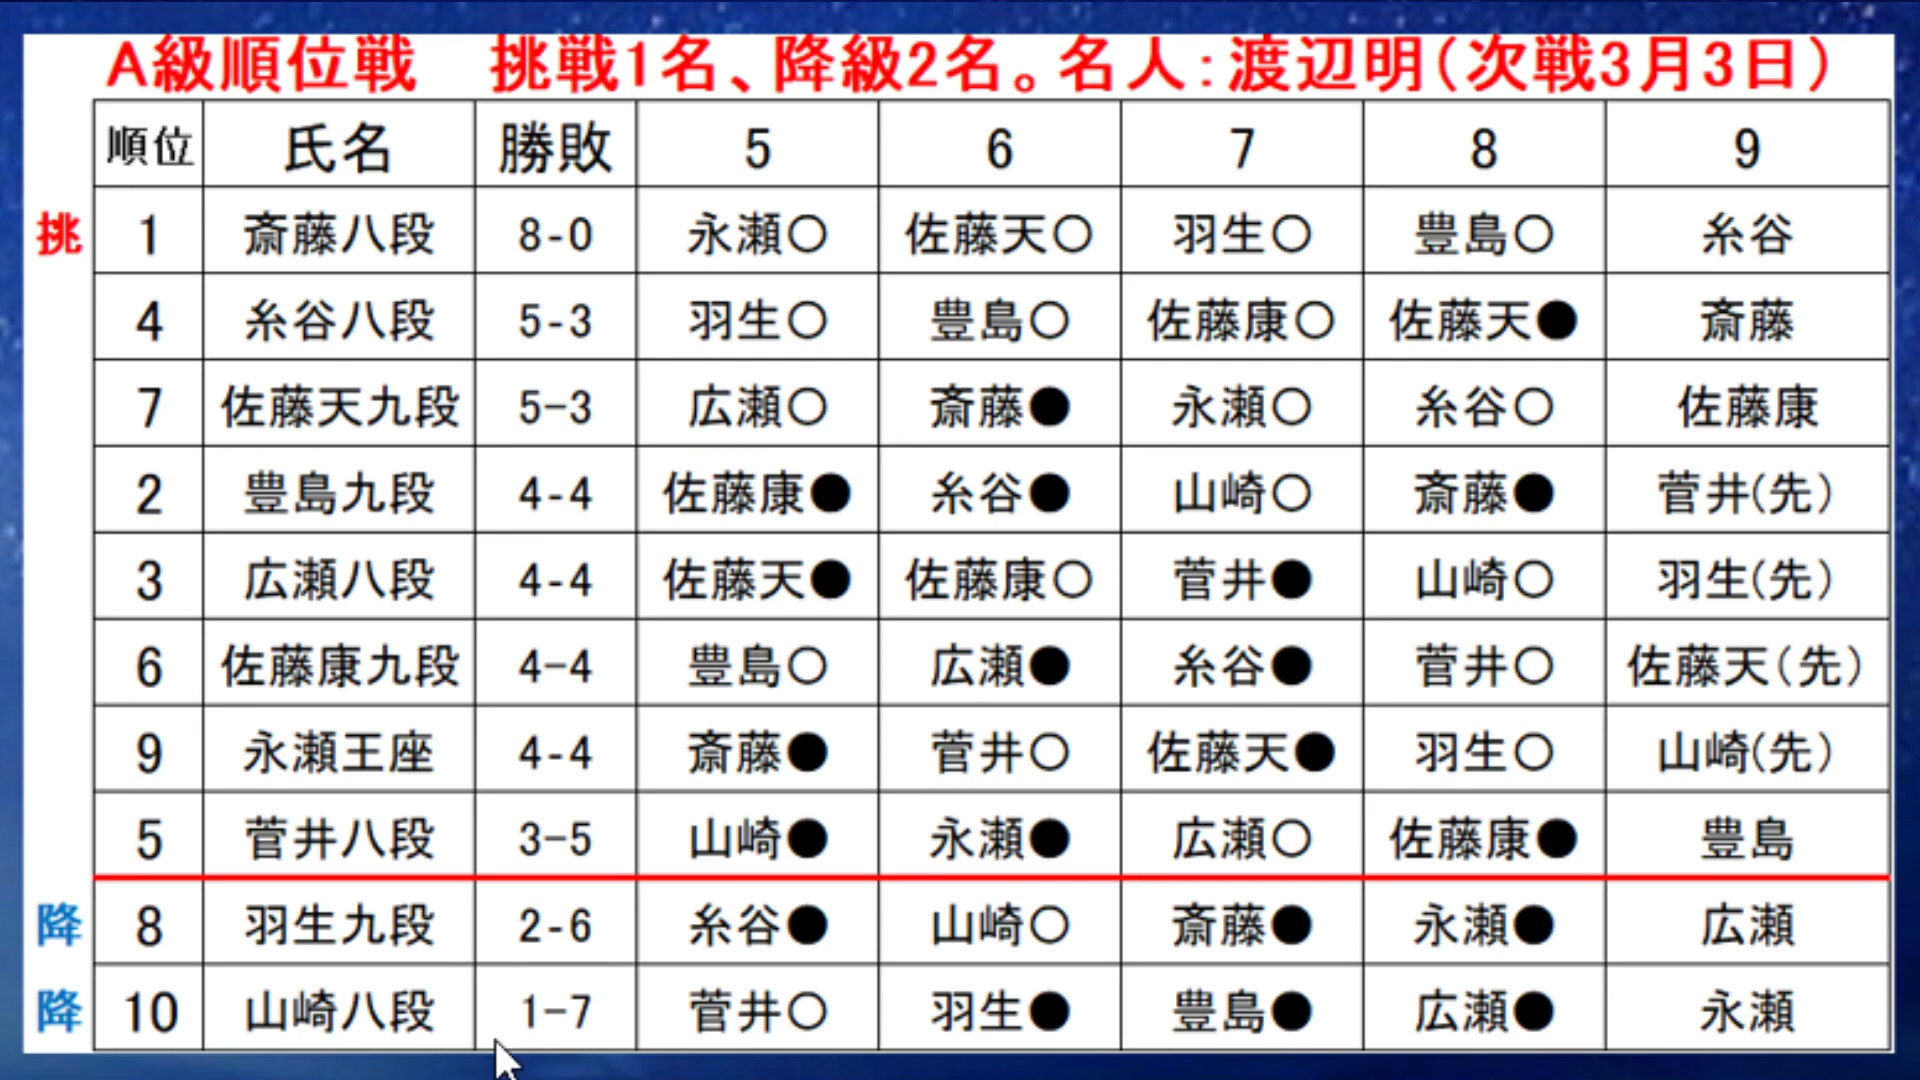 A級順位戦　挑戦1名、降級2名。名人：渡辺明（次戦3月3日）
順位 氏名 勝敗 5 6 7 8 9
挑 1 斎藤八段 8-0 永瀬○ 佐藤天○ 羽生○ 豊島○ 糸谷
4 糸谷八段 5-3 羽生○ 豊島○ 佐藤康○ 佐藤天● 斎藤
7 佐藤天九段 5-3 広瀬○ 斎藤● 永瀬○ 糸谷○ 佐藤康
2 豊島九段 4-4 佐藤康● 糸谷● 山崎○ 斎藤● 菅井(先)
3 広瀬八段 4-4 佐藤天● 佐藤康○ 菅井● 山崎○ 羽生(先)
6 佐藤康九段 4-4 豊島○ 広瀬● 糸谷● 菅井○ 佐藤天(先)
9 永瀬王座 4-4 斎藤● 菅井○ 佐藤天● 羽生○ 山崎(先)
5 菅井八段 3-5 山崎● 永瀬● 広瀬○ 佐藤康● 豊島
降 8 羽生九段 2-6 糸谷● 山崎○ 斎藤● 永瀬● 広瀬
降 10 山崎八段 1-7 菅井○ 羽生● 豊島● 広瀬● 永瀬